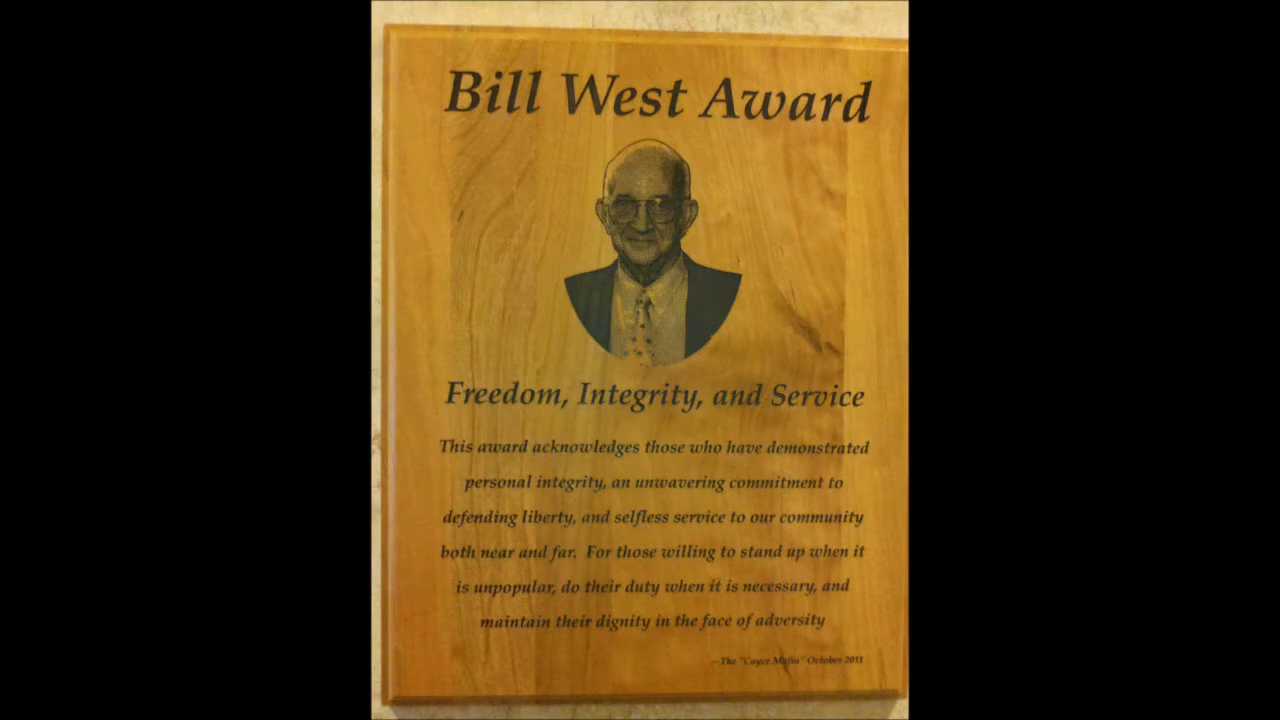 Bill West Award
Freedom, Integrity, and Service
This award acknowledges those who have demonstrated
personal integrity, an unwavering commitment to
defending liberty, and selfless service to our community
both near and far. For those willing to stand up when it
is unpopular, do their duty when it is necessary, and
maintain their dignity in the face of adversity
—The "Cayce Mafia" October 2011